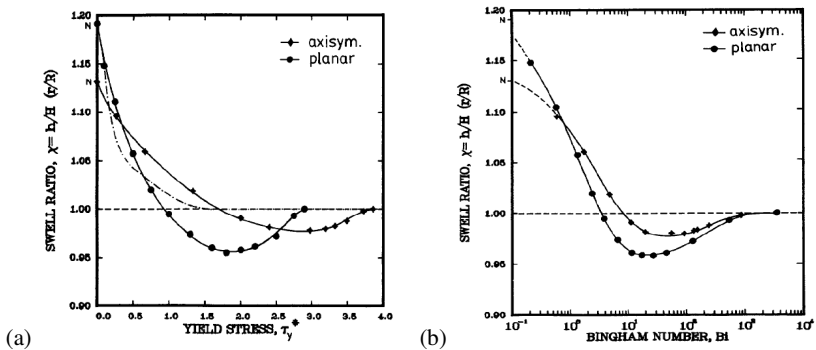 1.20
1.15
1.10
1.05
1.00
0.95
0.90
N
N
SWELL RATIO, χ = h/H (r/R)
axisym.
planar
0.0 0.5 1.0 1.5 2.0 2.5 3.0 3.5 4.0
YIELD STRESS, τy*
(a)
1.20
1.15
1.10
1.05
1.00
0.95
0.90
N
N
SWELL RATIO, χ = h/H (r/R)
axisym.
planar
10⁻¹ 10⁰ 10¹ 10² 10³ 10⁴
BINGHAM NUMBER, Bi
(b)